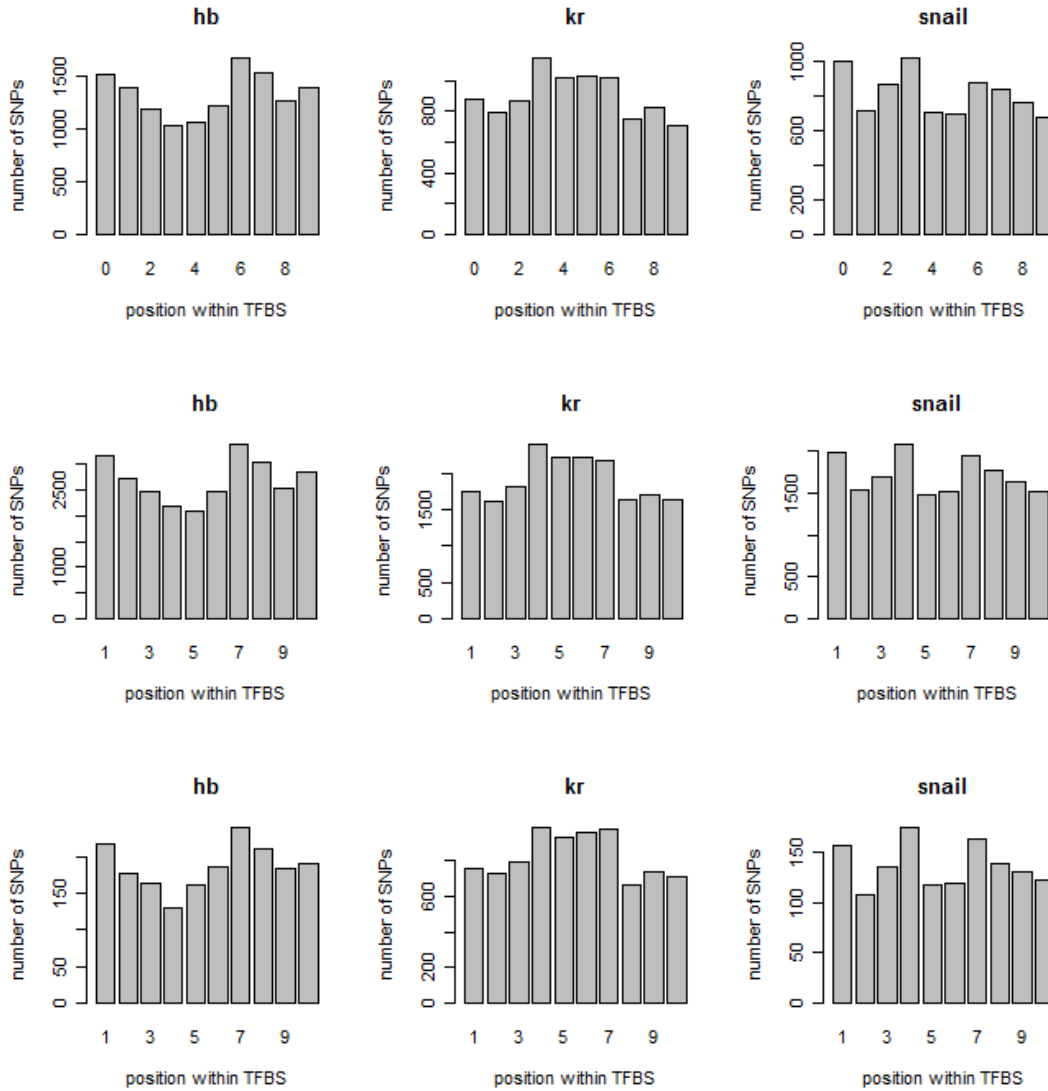 hb kr snail
number of SNPs number of SNPs number of SNPs
0 500 1000 1500
0 400 800
0 200 600 1000
0 2 4 6 8 0 2 4 6 8 0 2 4 6 8
position within TFBS position within TFBS position within TFBS
hb kr snail
number of SNPs number of SNPs number of SNPs
0 1000 2500
0 500 1500
0 500 1500
1 3 5 7 9 1 3 5 7 9 1 3 5 7 9
position within TFBS position within TFBS position within TFBS
hb kr snail
number of SNPs number of SNPs number of SNPs
0 50 150
0 200 600
0 50 100 150
1 3 5 7 9 1 3 5 7 9 1 3 5 7 9
position within TFBS position within TFBS position within TFBS